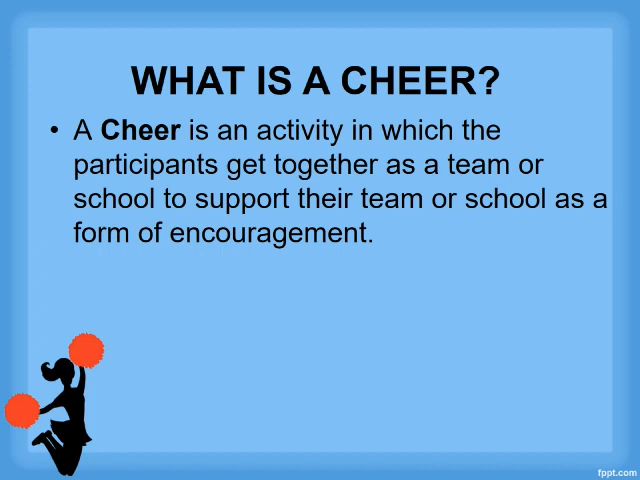 WHAT IS A CHEER?
• A Cheer is an activity in which the
participants get together as a team or
school to support their team or school as a
form of encouragement.
fppt.com